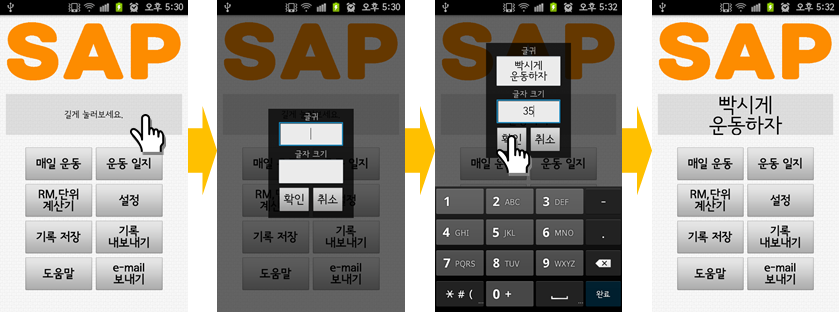 오후 5:30
SAP
길게 눌러보세요.
매일 운동
운동 일지
RM,단위
계산기
설정
기록 저장
기록
내보내기
도움말
e-mail
보내기
오후 5:30
SAP
글귀
글자 크기
확인
취소
매일 운
동 일지
RM,단
계산
정
기록 저장
기록
내보내기
도움말
e-mail
보내기
오후 5:32
SAP
글귀
빡시게
운동하자
글자 크기
35
확인
취소
매일 운
동 일지
1
2 ABC
3 DEF
-
4 GHI
5 JKL
6 MNO
.
7 PQRS
8 TUV
9 WXYZ
* # (
...
0 +
...
완료
오후 5:32
SAP
빡시게
운동하자
매일 운동
운동 일지
RM,단위
계산기
설정
기록 저장
기록
내보내기
도움말
e-mail
보내기